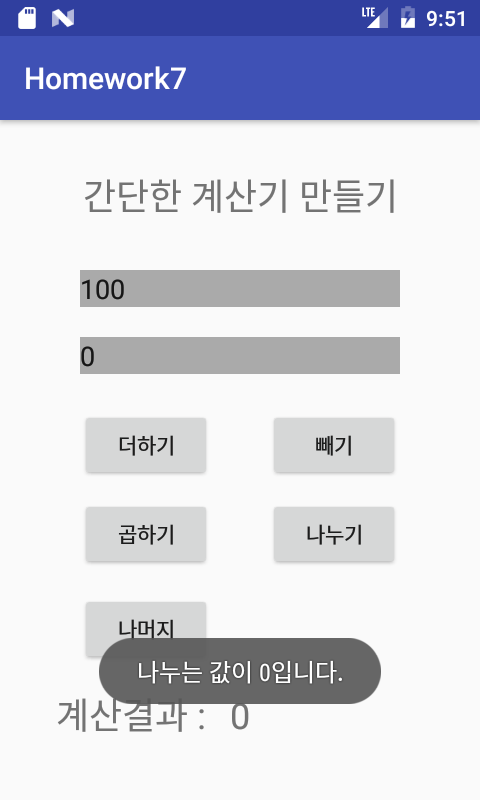 LTE 9:51
Homework7
간단한 계산기 만들기
100
0
더하기 빼기
곱하기 나누기
나머지
나누는 값이 0입니다.
계산결과 : 0